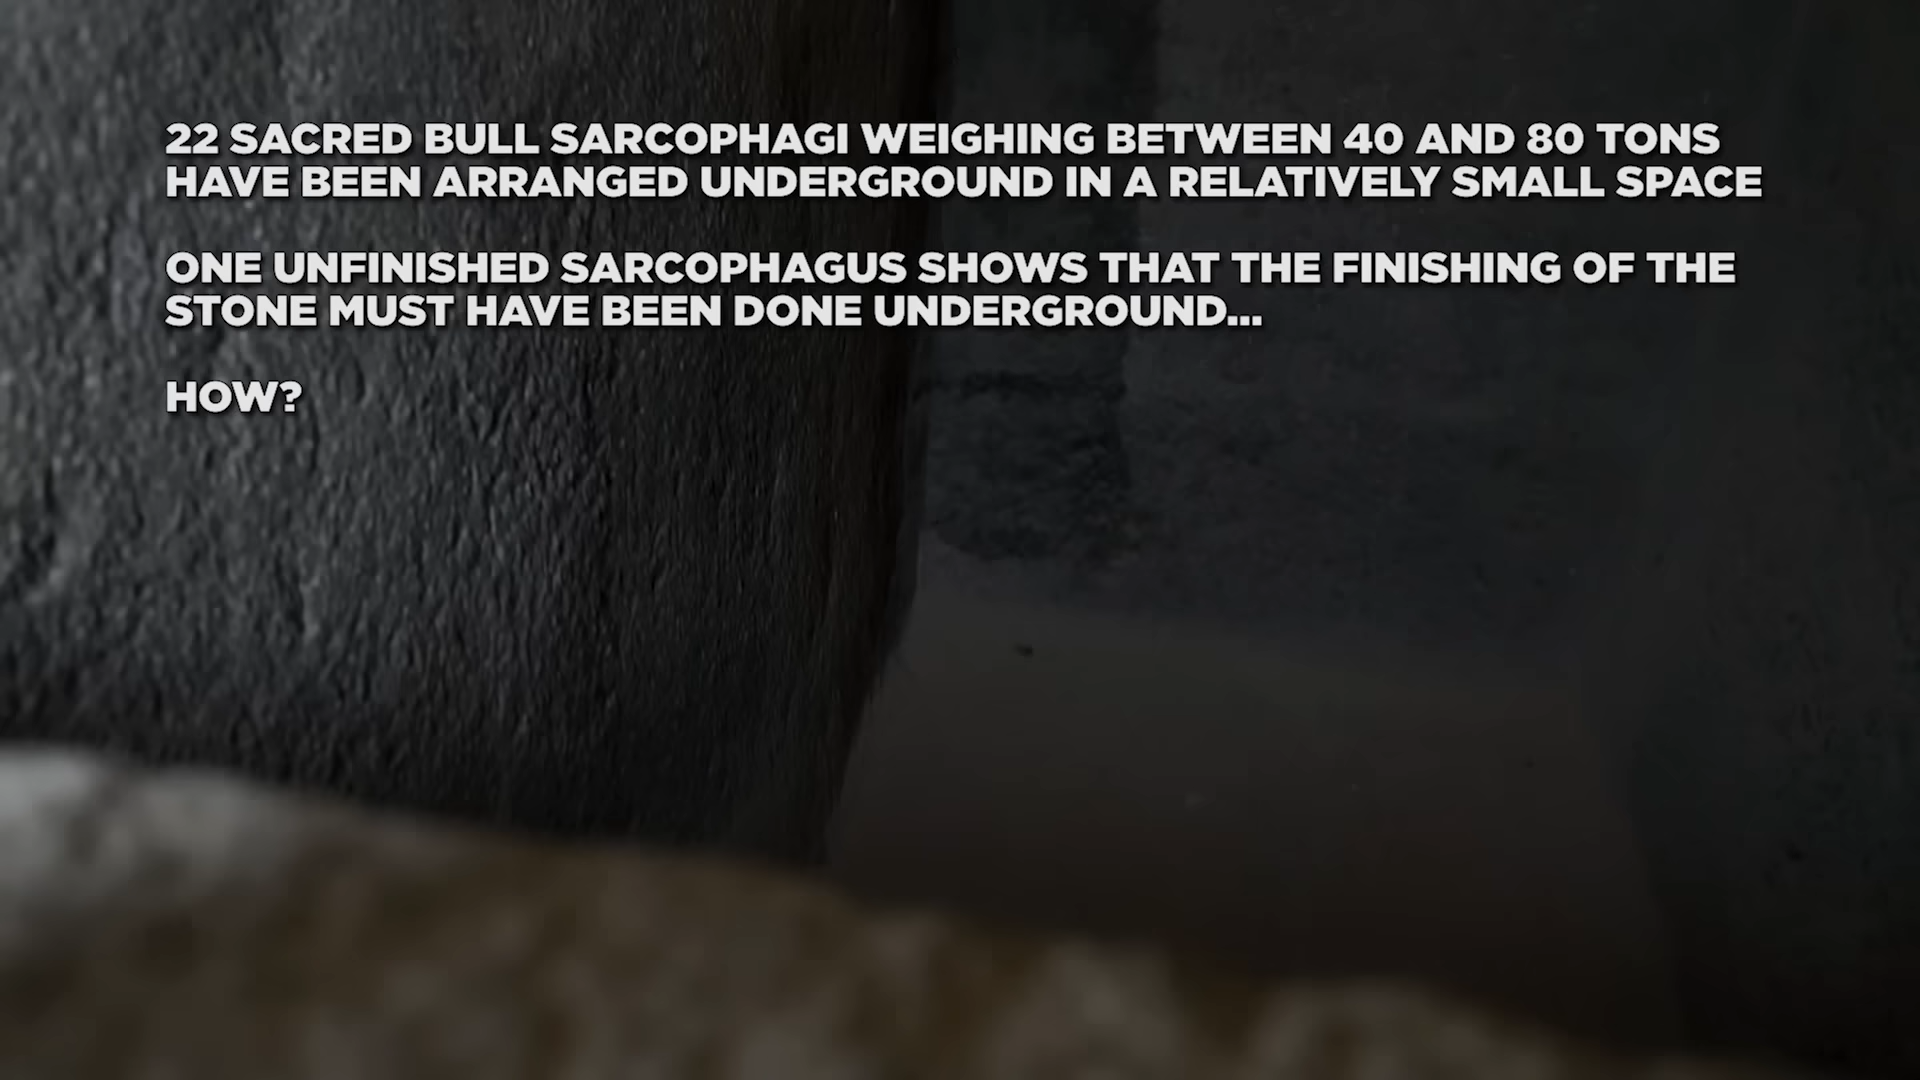 22 SACRED BULL SARCOPHAGI WEIGHING BETWEEN 40 AND 80 TONS
HAVE BEEN ARRANGED UNDERGROUND IN A RELATIVELY SMALL SPACE
ONE UNFINISHED SARCOPHAGUS SHOWS THAT THE FINISHING OF THE
STONE MUST HAVE BEEN DONE UNDERGROUND...
HOW?